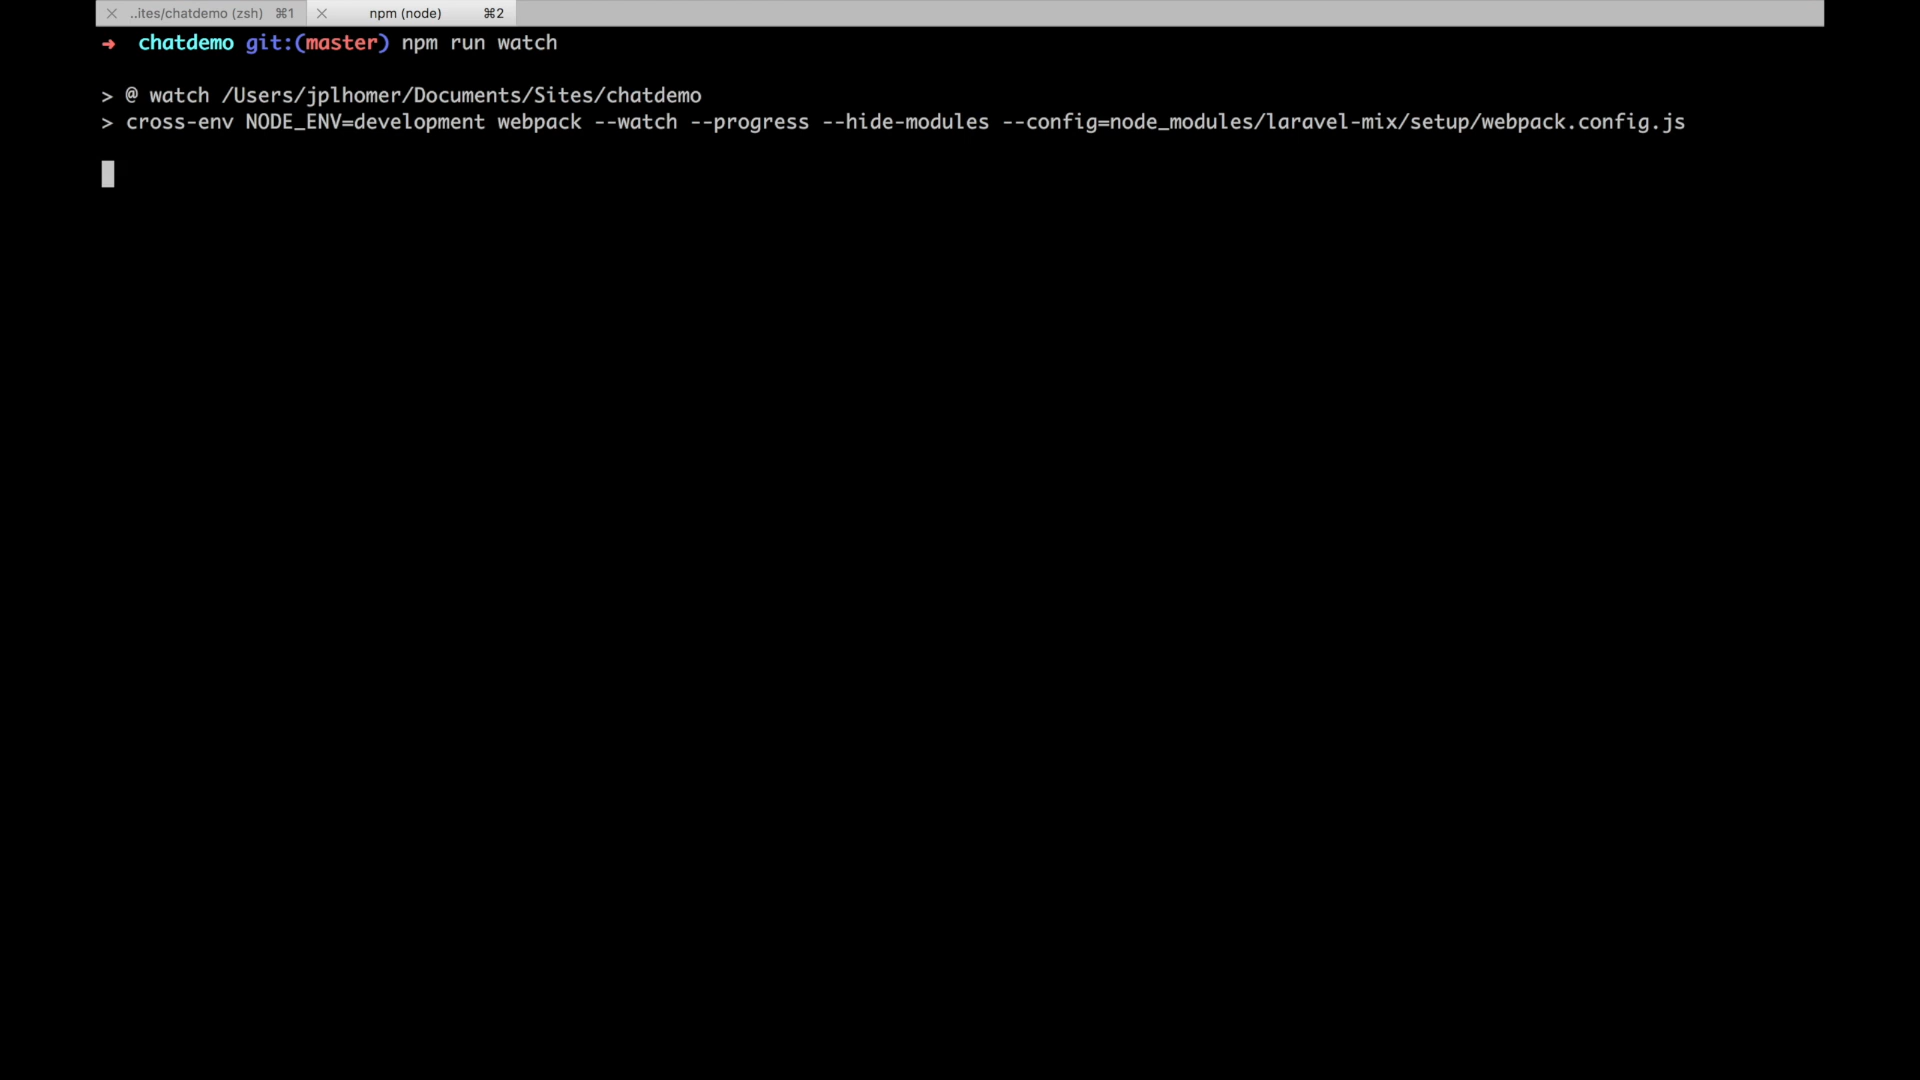 ..ites/chatdemo (zsh) ⌘1 npm (node) ⌘2
➜ chatdemo git:(master) npm run watch
> @ watch /Users/jplhomer/Documents/Sites/chatdemo
> cross-env NODE_ENV=development webpack --watch --progress --hide-modules --config=node_modules/laravel-mix/setup/webpack.config.js